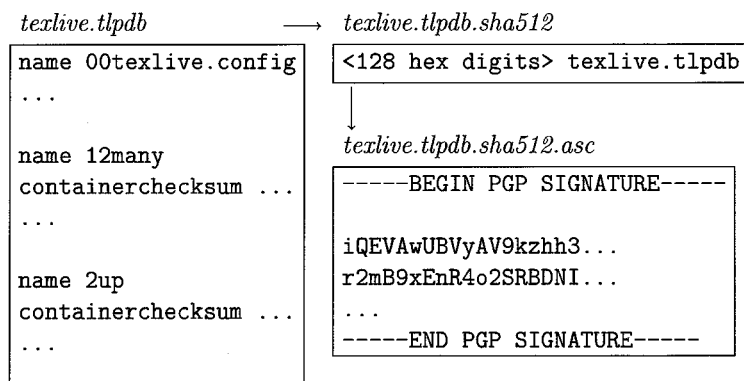 texlive.tlpdb
name 00texlive.config
...
name 12many
containerchecksum ...
...
name 2up
containerchecksum ...
...
texlive.tlpdb.sha512
<128 hex digits> texlive.tlpdb
texlive.tlpdb.sha512.asc
-----BEGIN PGP SIGNATURE-----
iQEVAwUBVyAV9kzhh3...
r2mB9xEnR4o2SRBDNI...
...
-----END PGP SIGNATURE-----